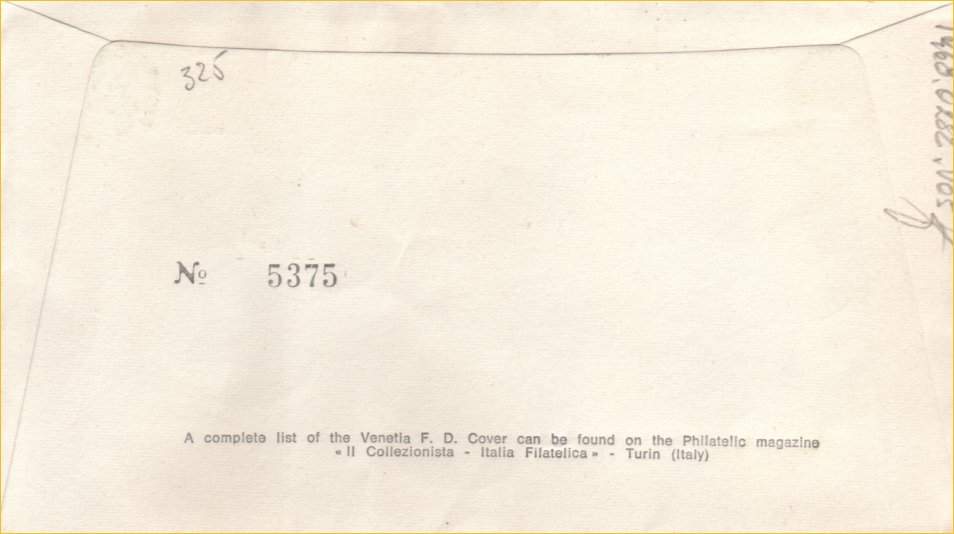 325
№ 5375
A complete list of the Venetia F. D. Cover can be found on the Philatelic magazine
« Il Collezionista - Italia Filatelica » - Turin (Italy)